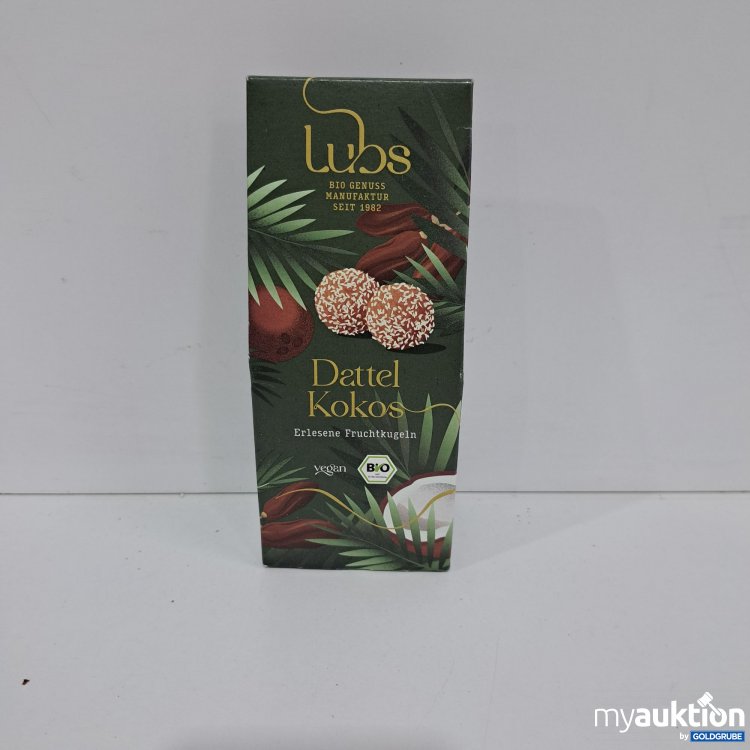 Lubs
BIO GENUSS
MANUFAKTUR
SEIT 1982
Dattel
Kokos
Erlesene Fruchtkugeln
vegan
BIO
myauktion
by GOLDGRUBE